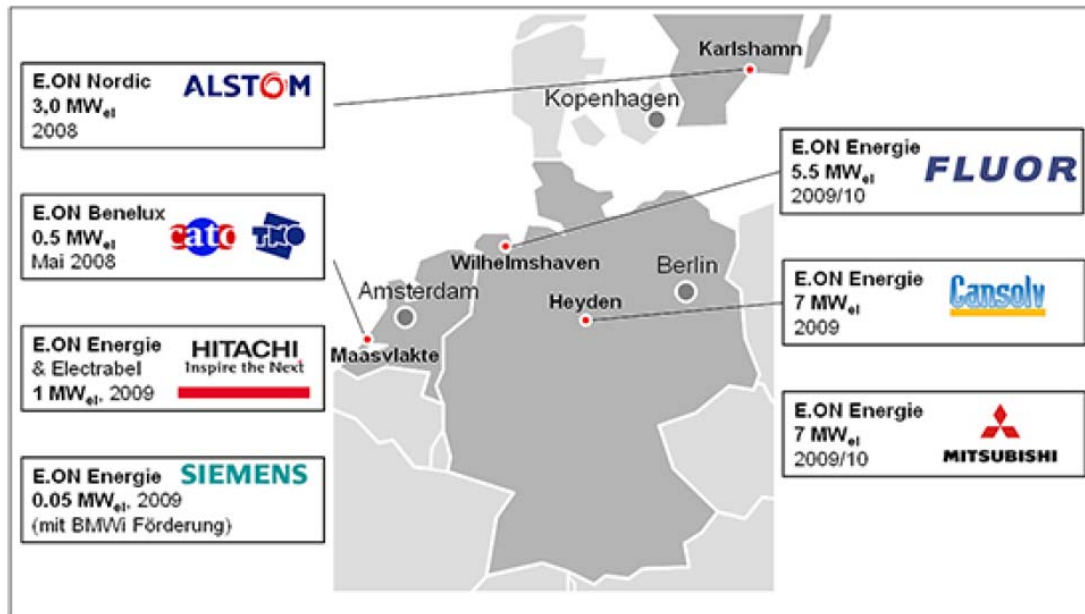 E.ON Nordic
3,0 MWel
2008
ALSTOM
E.ON Benelux
0.5 MWel
Mai 2008
cato
TNO
E.ON Energie
& Electrabel
1 MWel, 2009
HITACHI
Inspire the Next
E.ON Energie
0.05 MWel, 2009
(mit BMWi Förderung)
SIEMENS
Karlshamn
Kopenhagen
Wilhelmshaven
Berlin
Amsterdam
Heyden
Maasvlakte
E.ON Energie
5.5 MWel
2009/10
FLUOR
E.ON Energie
7 MWel
2009
Cansolv
E.ON Energie
7 MWel
2009/10
MITSUBISHI